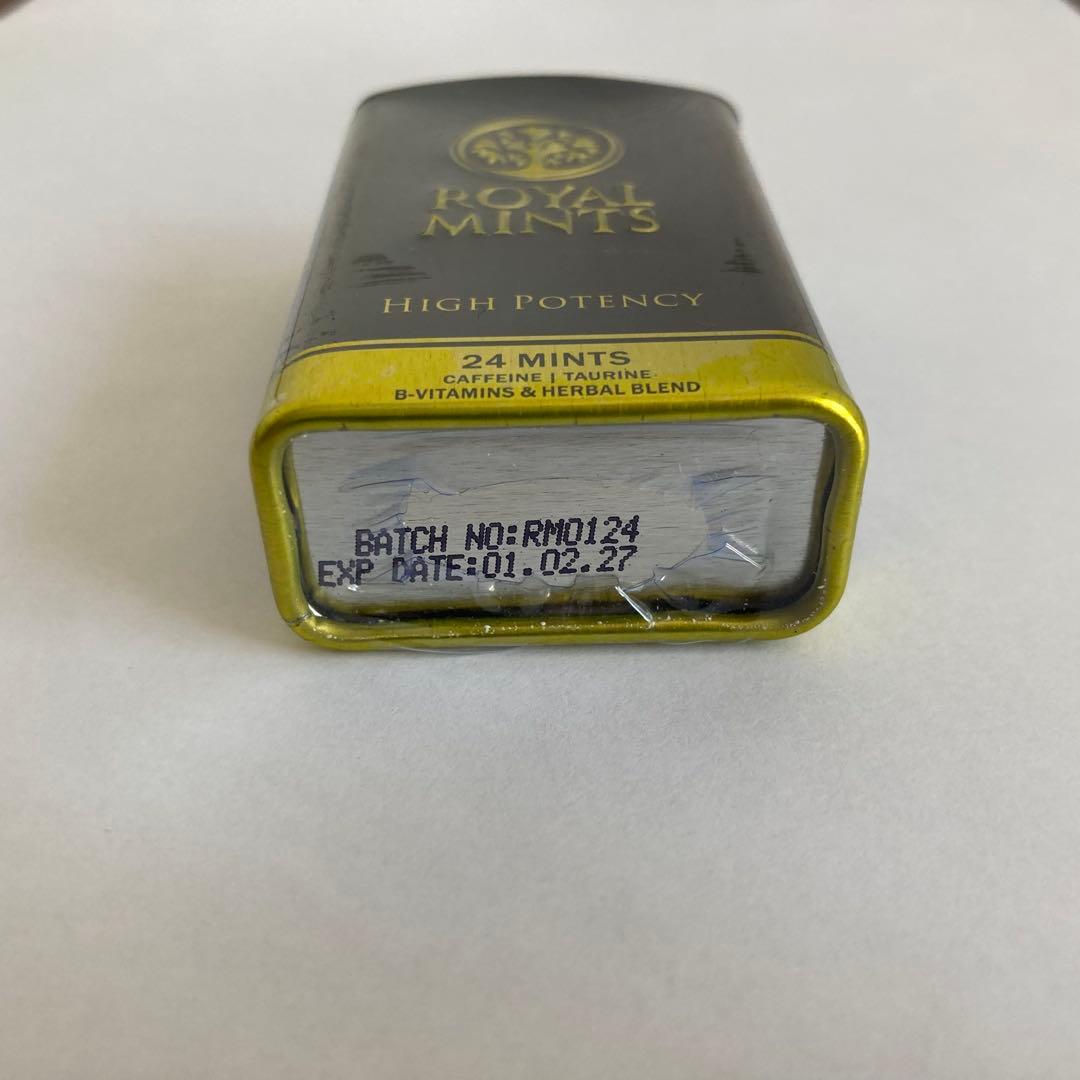 ROYAL
MINTS
HIGH POTENCY
24 MINTS
CAFFEINE | TAURINE
B-VITAMINS & HERBAL BLEND
BATCH NO:RM0124
EXP DATE:01.02.27